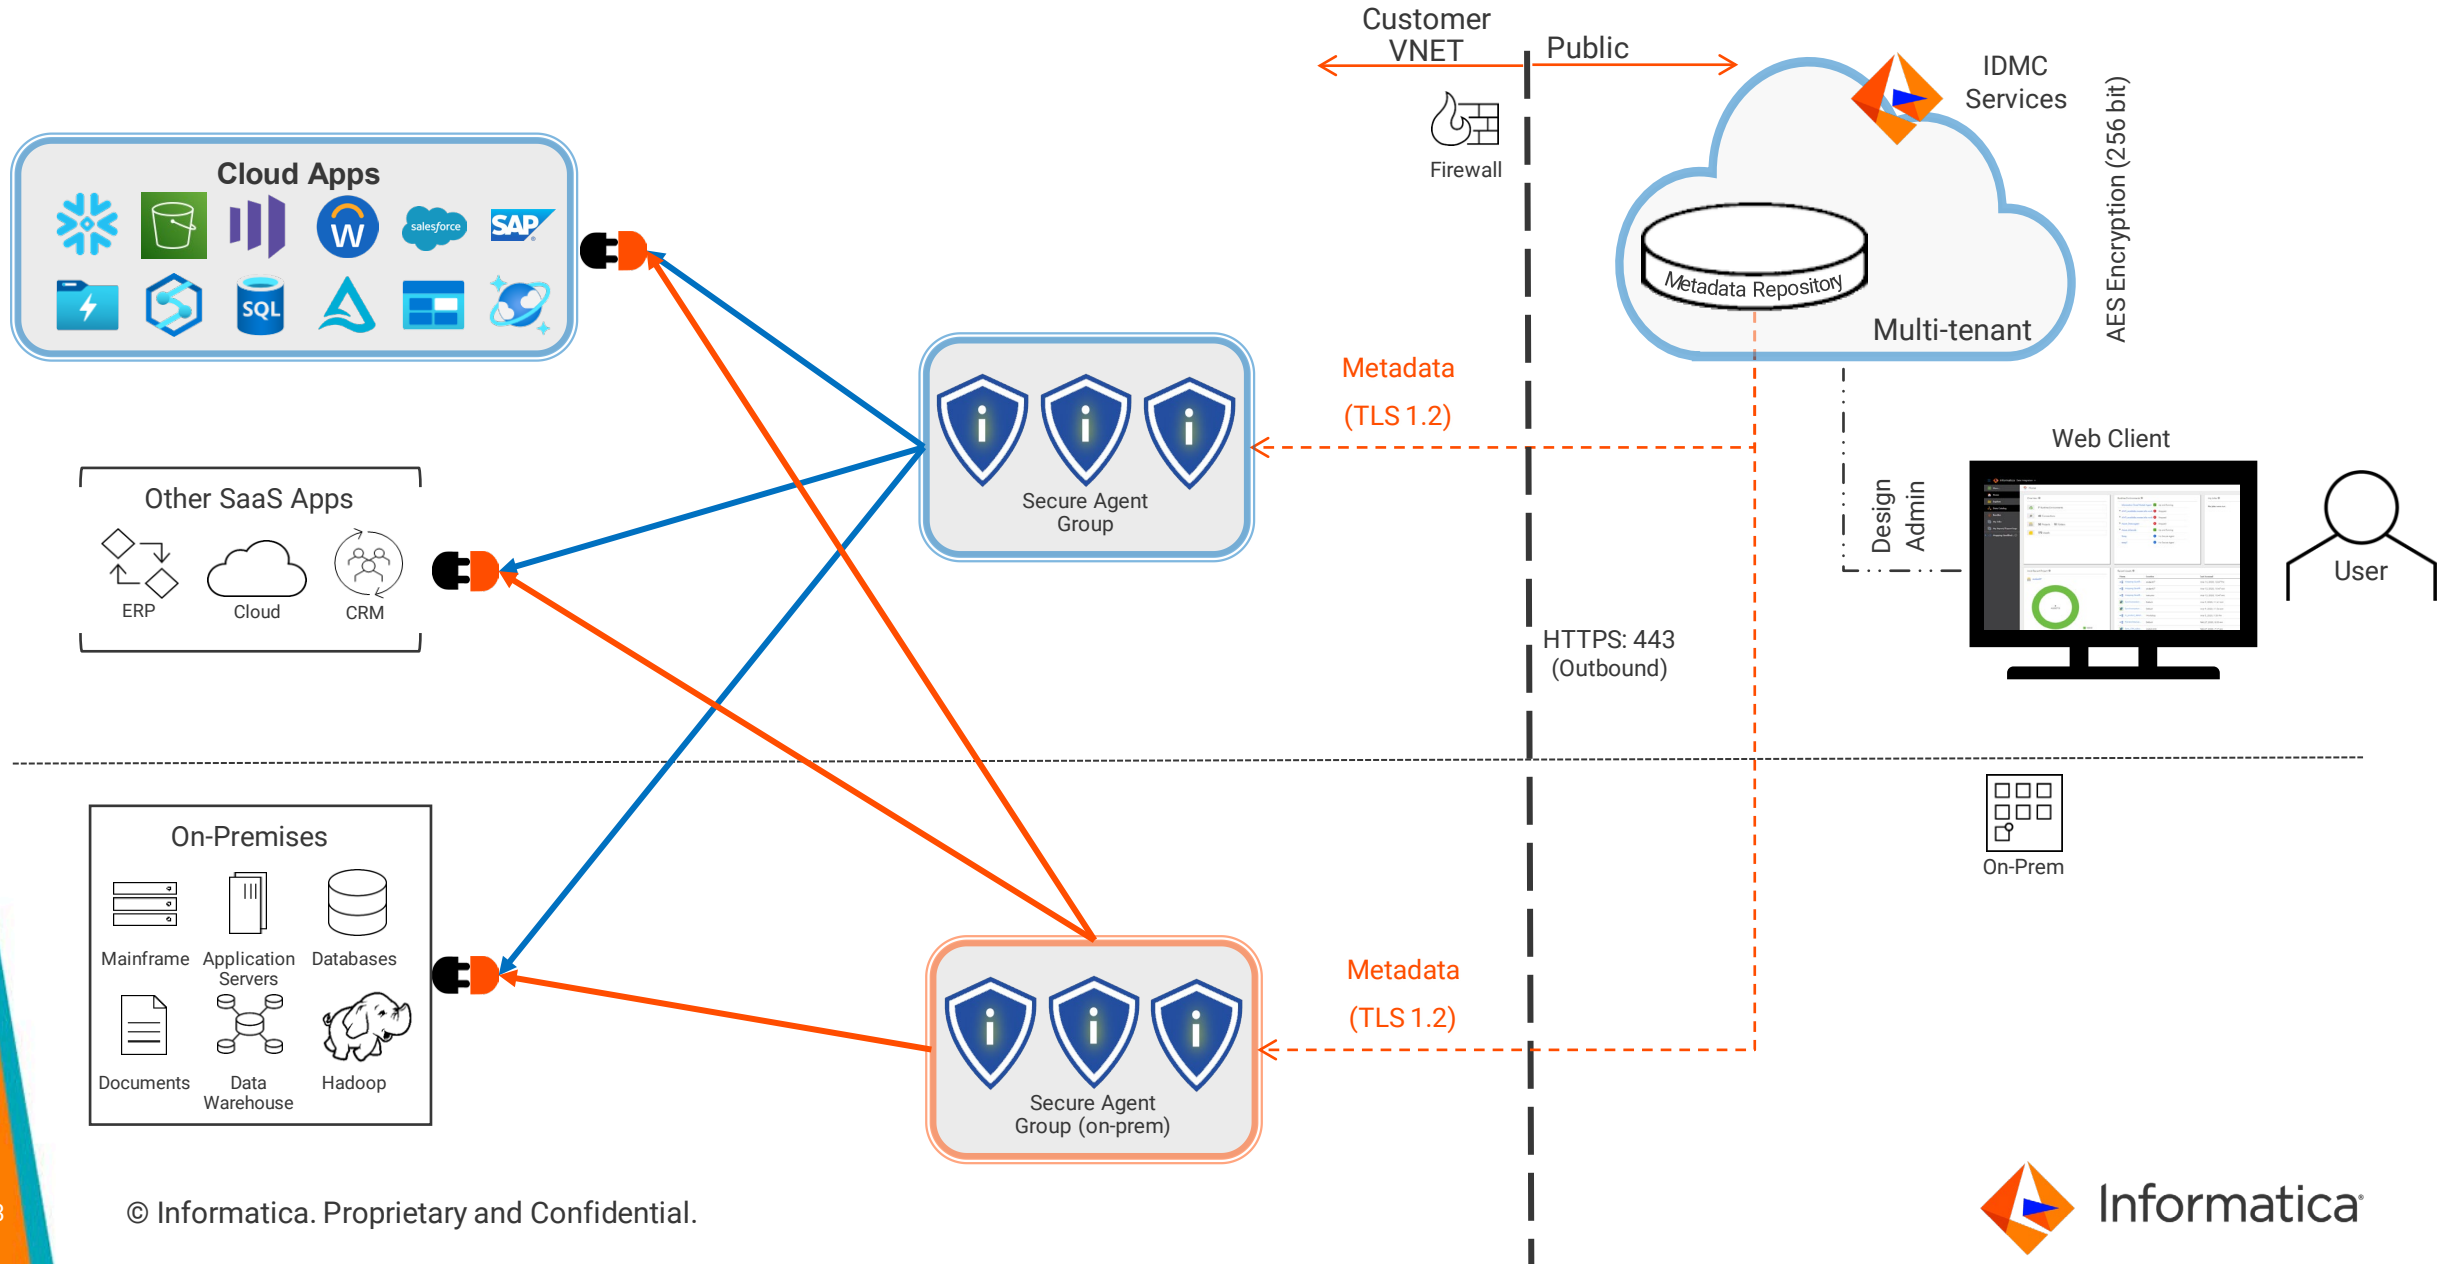 Customer
VNET
Public
IDMC
Services
AES Encryption (256 bit)
Firewall
Cloud Apps
W
salesforce
SAP
SQL
Metadata Repository
Multi-tenant
Metadata
(TLS 1.2)
i
i
i
Secure Agent
Group
Web Client
Design
Admin
User
Other SaaS Apps
ERP
Cloud
CRM
HTTPS: 443
(Outbound)
On-Prem
On-Premises
Mainframe
Application
Servers
Databases
Documents
Data
Warehouse
Hadoop
Metadata
(TLS 1.2)
i
i
i
Secure Agent
Group (on-prem)
© Informatica. Proprietary and Confidential.
Informatica